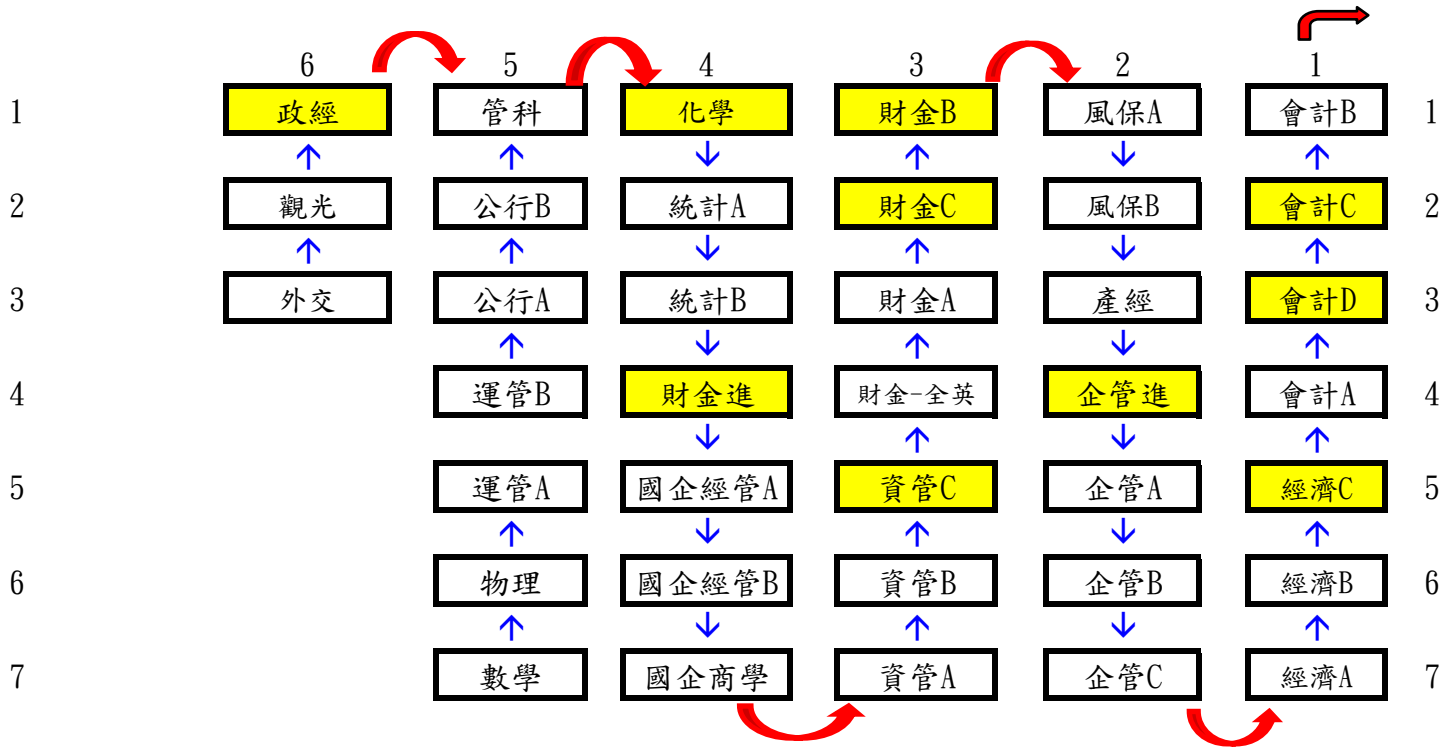 6 5 4 3 2 1
1 政經 管科 化學 財金B 風保A 會計B 1
2 觀光 公行B 統計A 財金C 風保B 會計C 2
3 外交 公行A 統計B 財金A 產經 會計D 3
4 運管B 財金進 財金-全英 企管進 會計A 4
5 運管A 國企經管A 資管C 企管A 經濟C 5
6 物理 國企經管B 資管B 企管B 經濟B 6
7 數學 國企商學 資管A 企管C 經濟A 7